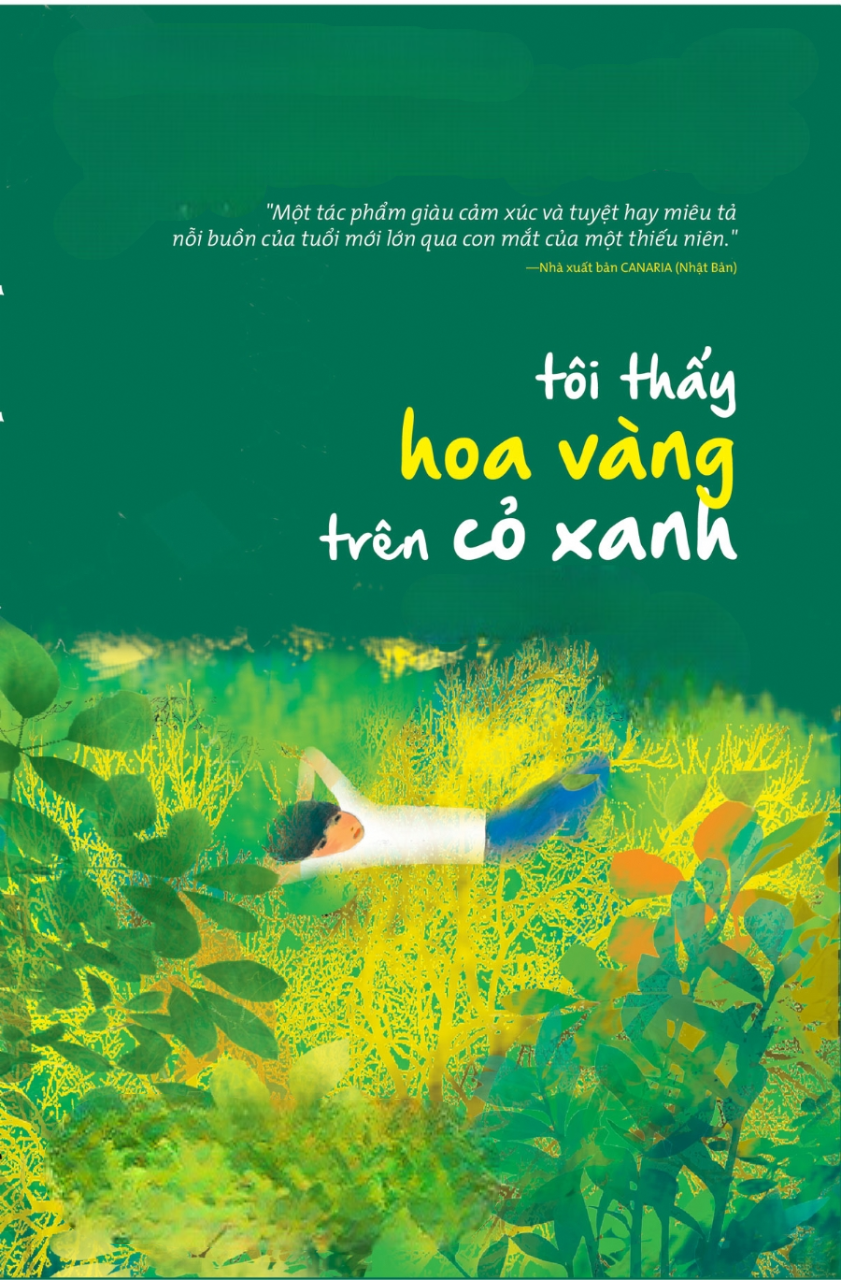 "Một tác phẩm giàu cảm xúc và tuyệt hay miêu tả
nỗi buồn của tuổi mới lớn qua con mắt của một thiếu niên."
—Nhà xuất bản CANARIA (Nhật Bản)
tôi thấy
hoa vàng
trên cỏ xanh